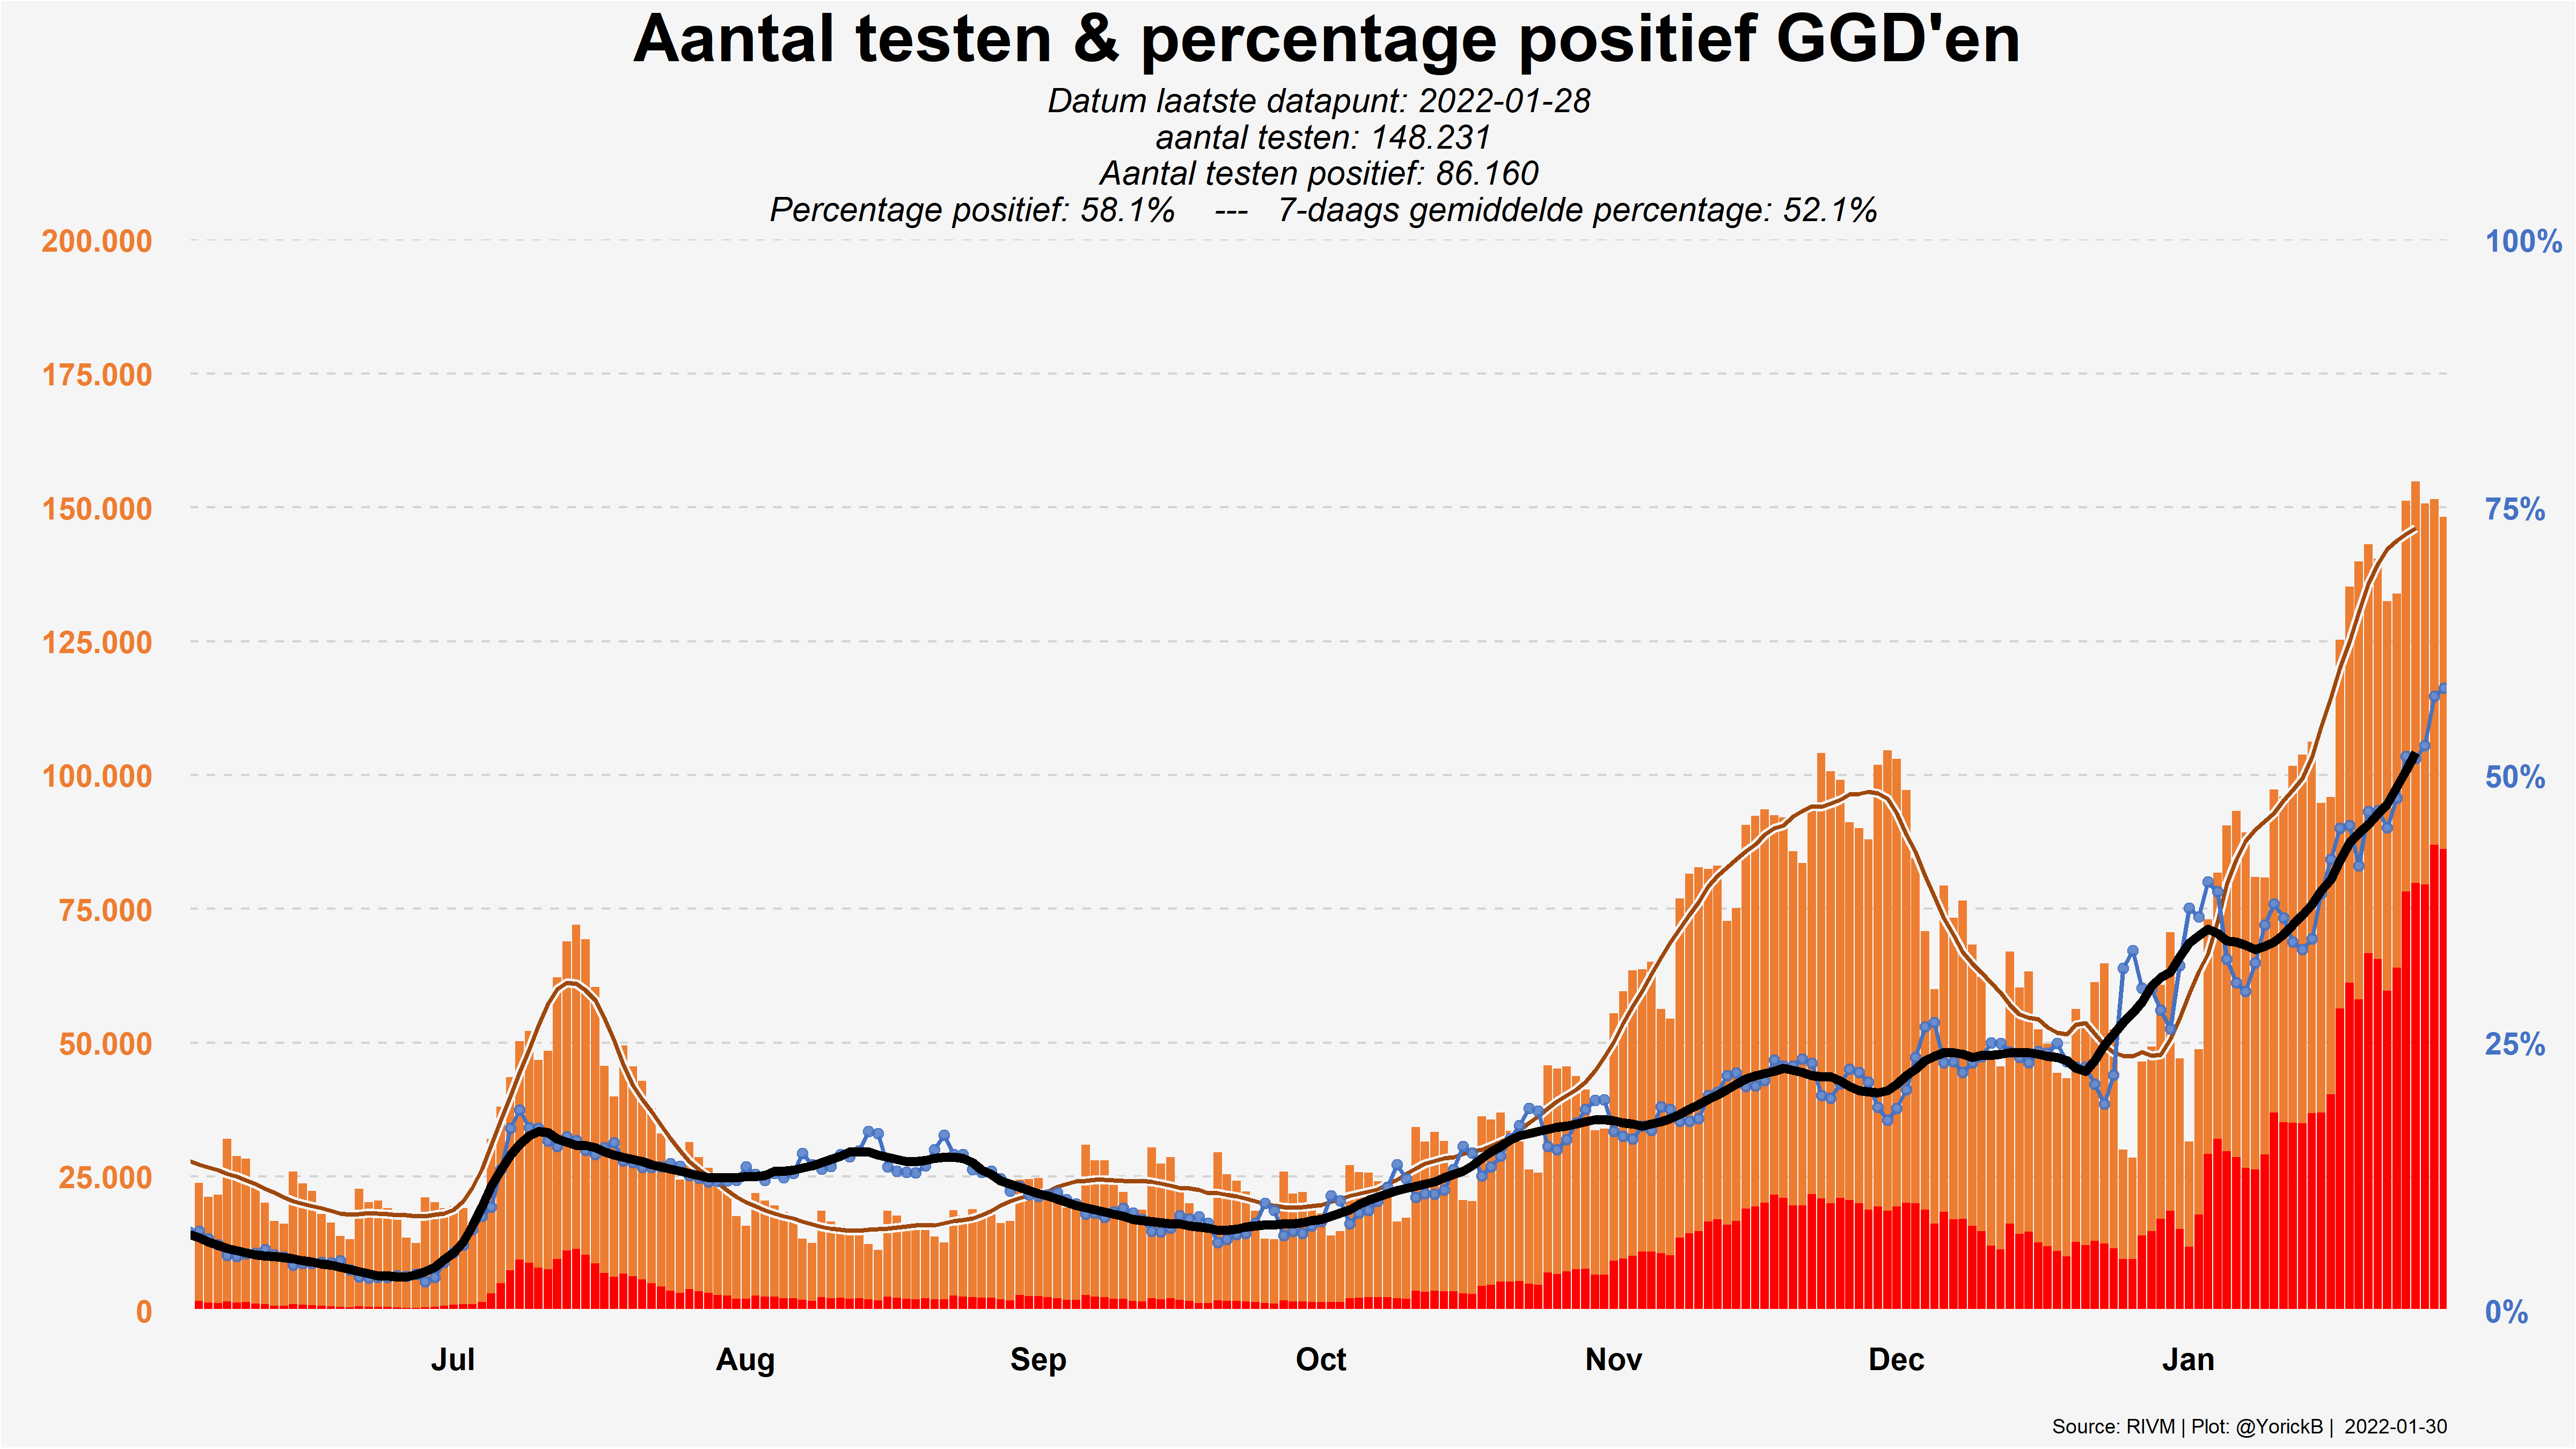 Aantal testen & percentage positief GGD'en
Datum laatste datapunt: 2022-01-28
aantal testen: 148.231
Aantal testen positief: 86.160
Percentage positief: 58.1% --- 7-daags gemiddelde percentage: 52.1%
200.000 100%
175.000
150.000 75%
125.000
100.000 50%
75.000
50.000 25%
25.000
0 0%
Jul Aug Sep Oct Nov Dec Jan
Source: RIVM | Plot: @YorickB | 2022-01-30